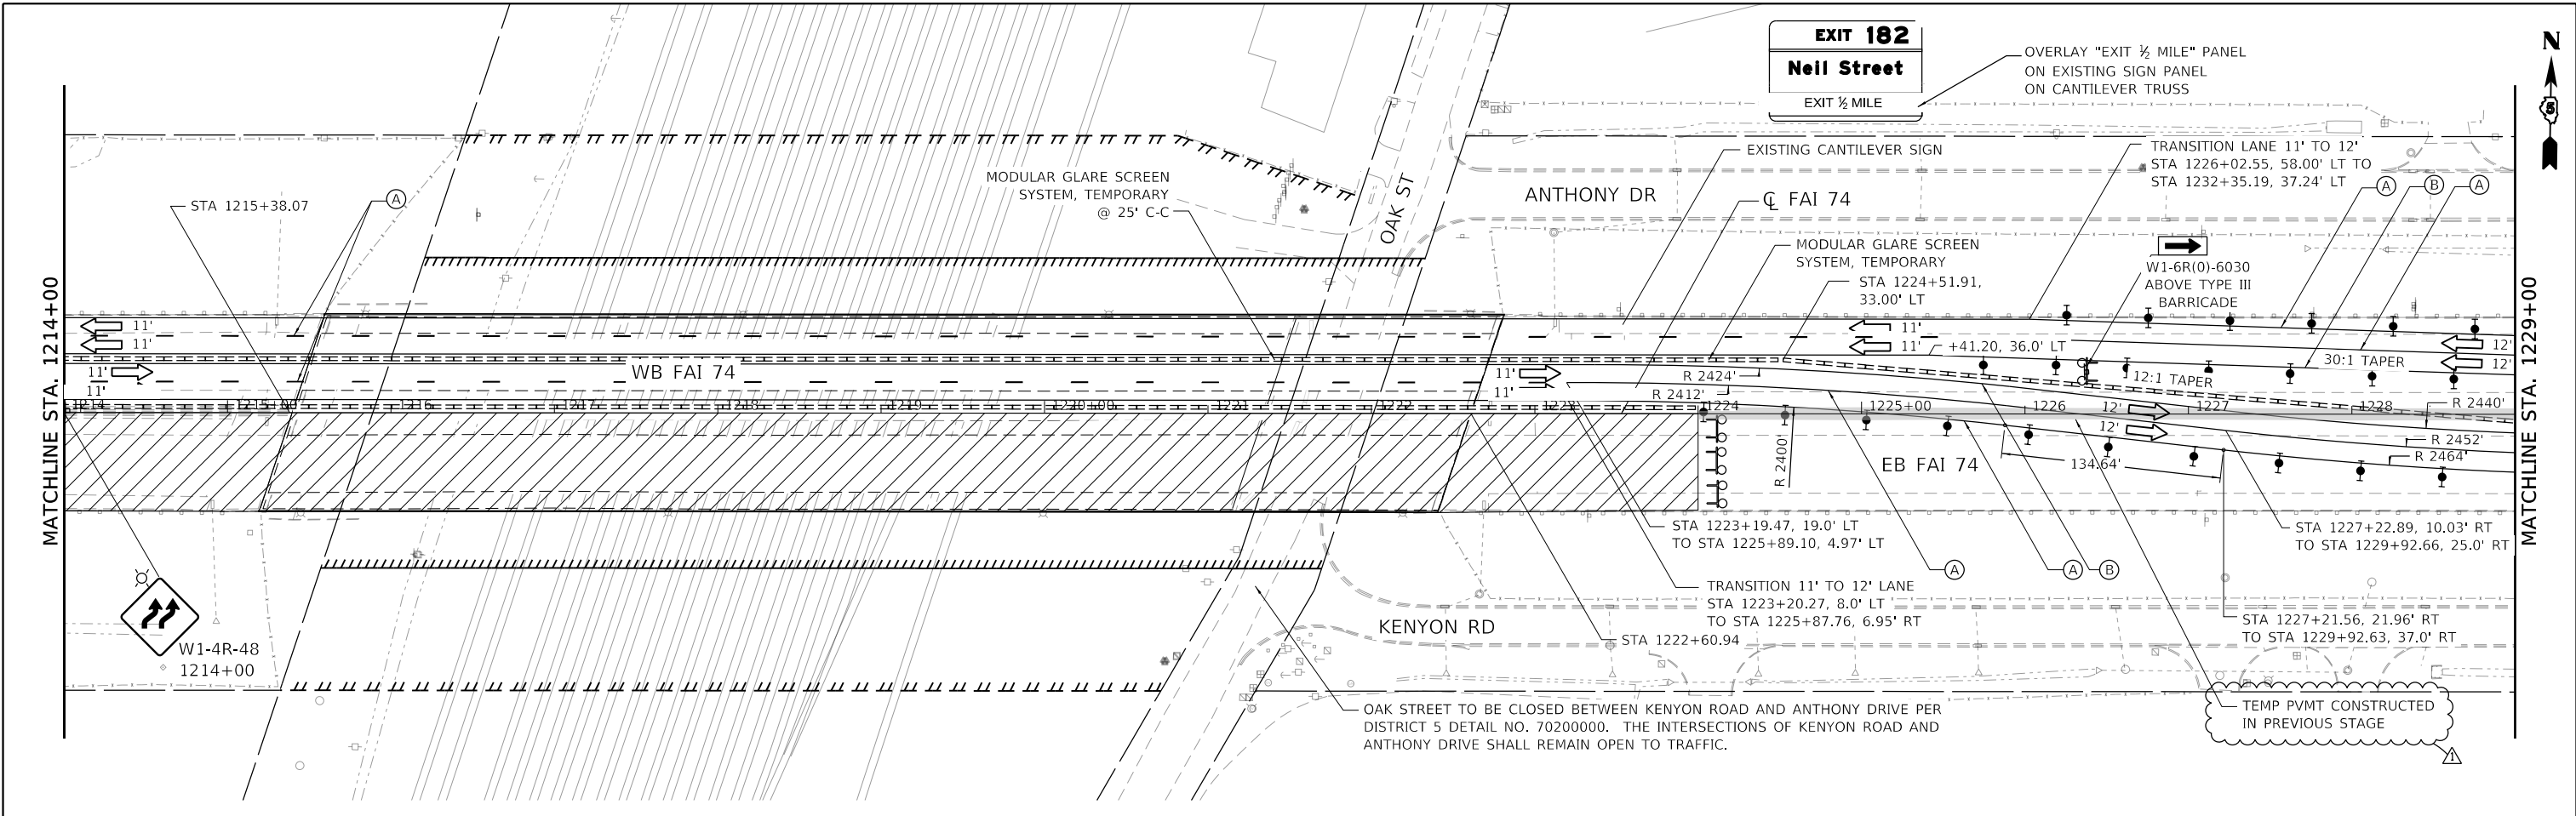 EXIT 182
Neil Street
EXIT ½ MILE
OVERLAY "EXIT ½ MILE" PANEL
ON EXISTING SIGN PANEL
ON CANTILEVER TRUSS
N
5
MATCHLINE STA. 1214+00
STA 1215+38.07
A
MODULAR GLARE SCREEN
SYSTEM, TEMPORARY
@ 25' C-C
OAK ST
EXISTING CANTILEVER SIGN
ANTHONY DR
℄ FAI 74
MODULAR GLARE SCREEN
SYSTEM, TEMPORARY
STA 1224+51.91,
33.00' LT
TRANSITION LANE 11' TO 12'
STA 1226+02.55, 58.00' LT TO
STA 1232+35.19, 37.24' LT
A
B
A
W1-6R(0)-6030
ABOVE TYPE III
BARRICADE
MATCHLINE STA. 1229+00
11'
11'
11'
11'
WB FAI 74
11'
11'
11'
11'
+41.20, 36.0' LT
R 2424'
R 2412'
12:1 TAPER
30:1 TAPER
12'
12'
1214
1215+00
1216
1217
1218
1219
1220+00
1221
1222
1223
1224
1225+00
1226
1227
1228
12'
12'
R 2440'
R 2452'
R 2464'
R 2400'
EB FAI 74
134.64'
STA 1223+19.47, 19.0' LT
TO STA 1225+89.10, 4.97' LT
STA 1227+22.89, 10.03' RT
TO STA 1229+92.66, 25.0' RT
A
A
B
TRANSITION 11' TO 12' LANE
STA 1223+20.27, 8.0' LT
TO STA 1225+87.76, 6.95' RT
STA 1222+60.94
STA 1227+21.56, 21.96' RT
TO STA 1229+92.63, 37.0' RT
KENYON RD
W1-4R-48
1214+00
OAK STREET TO BE CLOSED BETWEEN KENYON ROAD AND ANTHONY DRIVE PER
DISTRICT 5 DETAIL NO. 70200000. THE INTERSECTIONS OF KENYON ROAD AND
ANTHONY DRIVE SHALL REMAIN OPEN TO TRAFFIC.
TEMP PVMT CONSTRUCTED
IN PREVIOUS STAGE
1